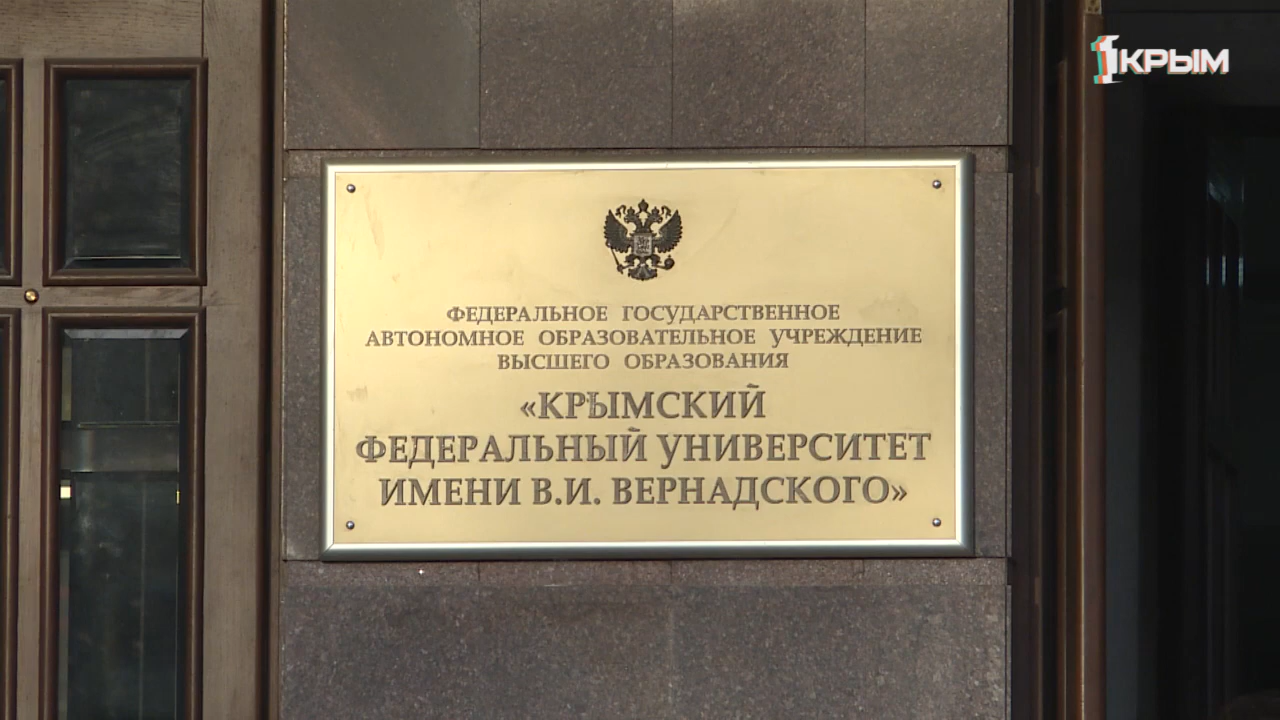 1КРЫМ
ФЕДЕРАЛЬНОЕ ГОСУДАРСТВЕННОЕ
АВТОНОМНОЕ ОБРАЗОВАТЕЛЬНОЕ УЧРЕЖДЕНИЕ
ВЫСШЕГО ОБРАЗОВАНИЯ
«КРЫМСКИЙ
ФЕДЕРАЛЬНЫЙ УНИВЕРСИТЕТ
ИМЕНИ В.И. ВЕРНАДСКОГО»